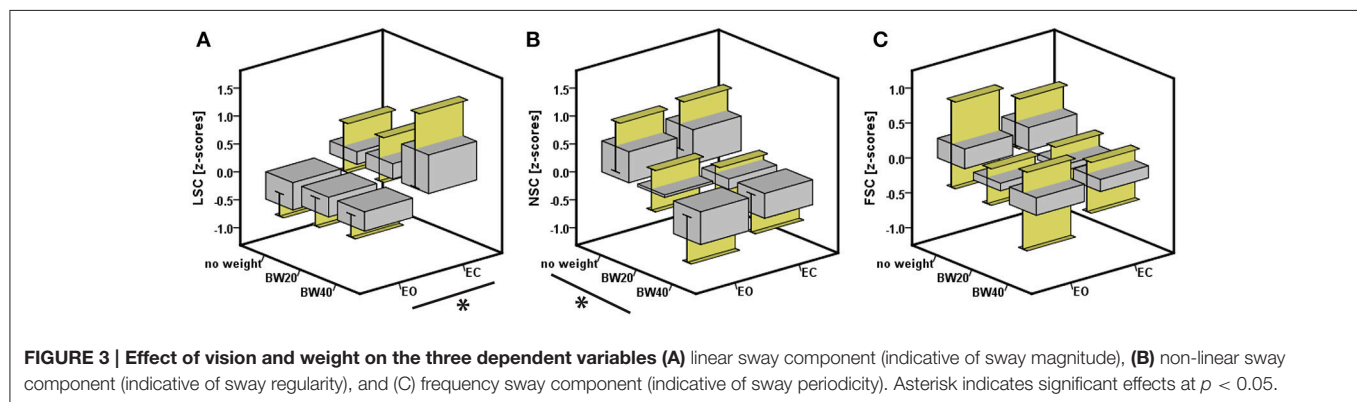 A
B
C
LSC [z-scores]
1.5
1.0
0.5
0.0
-0.5
-1.0
no weight
BW20
BW40
EO
EC
*
NSC [z-scores]
1.5
1.0
0.5
0.0
-0.5
-1.0
no weight
BW20
BW40
EO
EC
*
FSC [z-scores]
1.5
1.0
0.5
0.0
-0.5
-1.0
no weight
BW20
BW40
EO
EC
FIGURE 3 | Effect of vision and weight on the three dependent variables (A) linear sway component (indicative of sway magnitude), (B) non-linear sway
component (indicative of sway regularity), and (C) frequency sway component (indicative of sway periodicity). Asterisk indicates significant effects at p < 0.05.